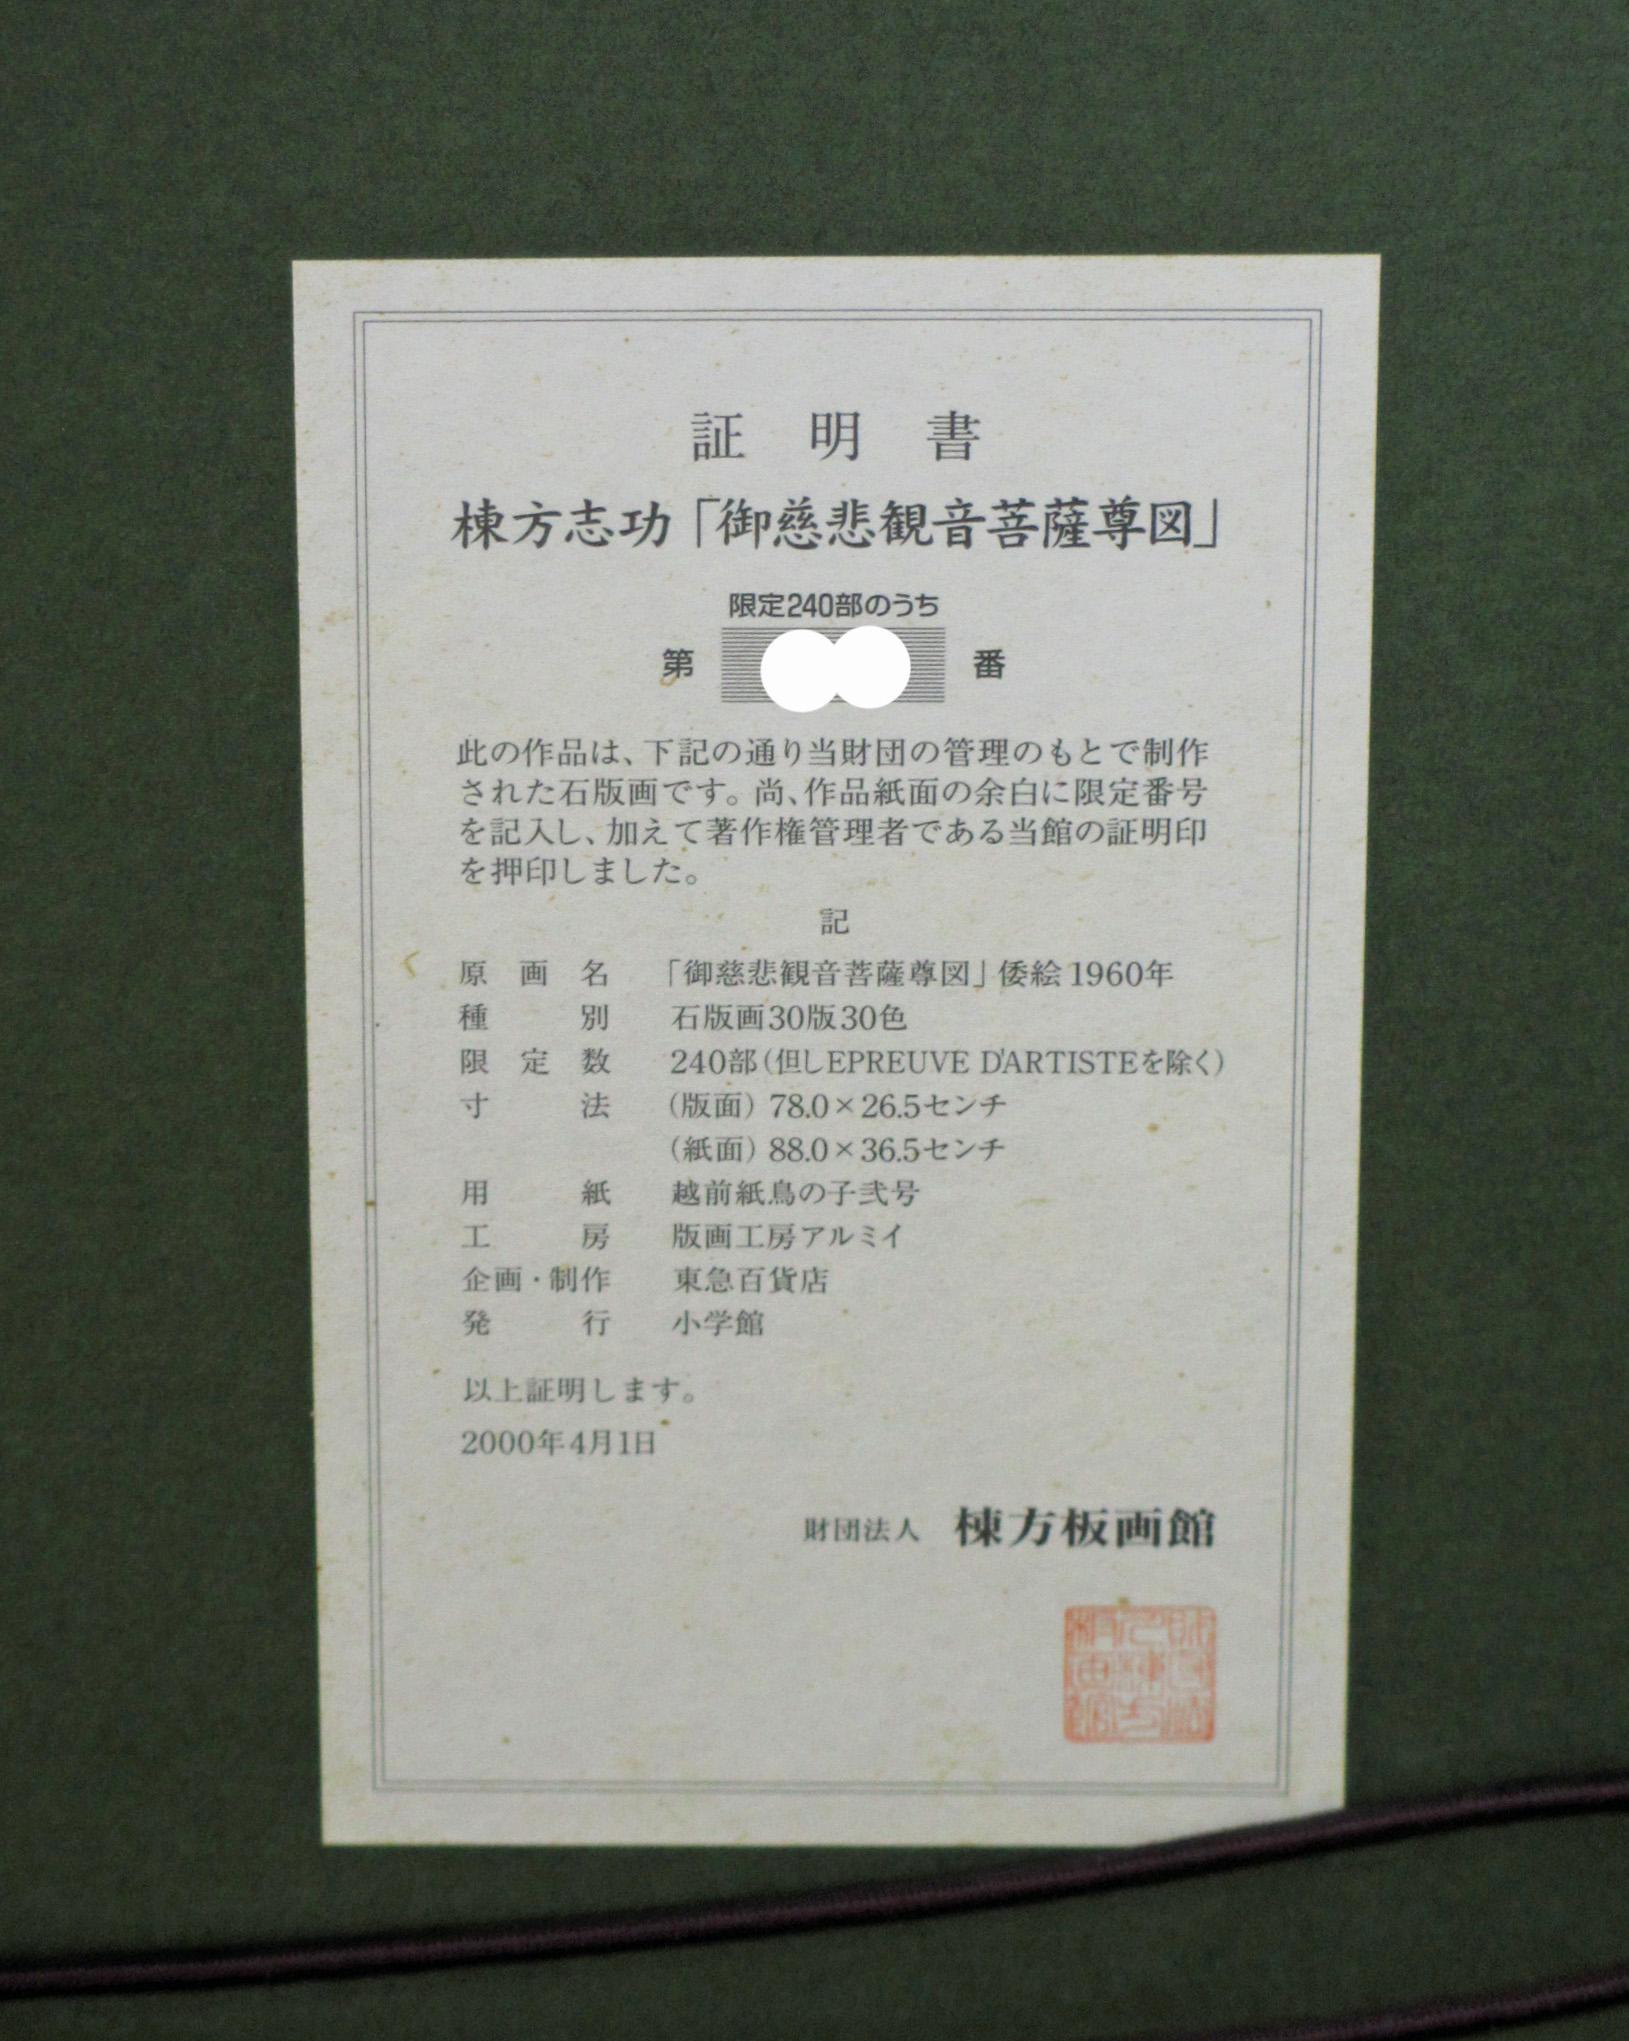 証明書
棟方志功「御慈悲観音菩薩尊図」
限定240部のうち
第 番
此の作品は、下記の通り当財団の管理のもとで制作
された石版画です。尚、作品紙面の余白に限定番号
を記入し、加えて著作権管理者である当館の証明印
を押印しました。
記
原画名 「御慈悲観音菩薩尊図」倭絵1960年
種別 石版画30版30色
限定数 240部(但しEPREUVE D'ARTISTEを除く)
寸法 (版面) 78.0×26.5センチ
(紙面) 88.0×36.5センチ
用紙 越前紙鳥の子弐号
工房 版画工房アルミイ
企画・制作 東急百貨店
発行 小学館
以上証明します。
2000年4月1日
財団法人 棟方板画館
財団法人棟方板画館